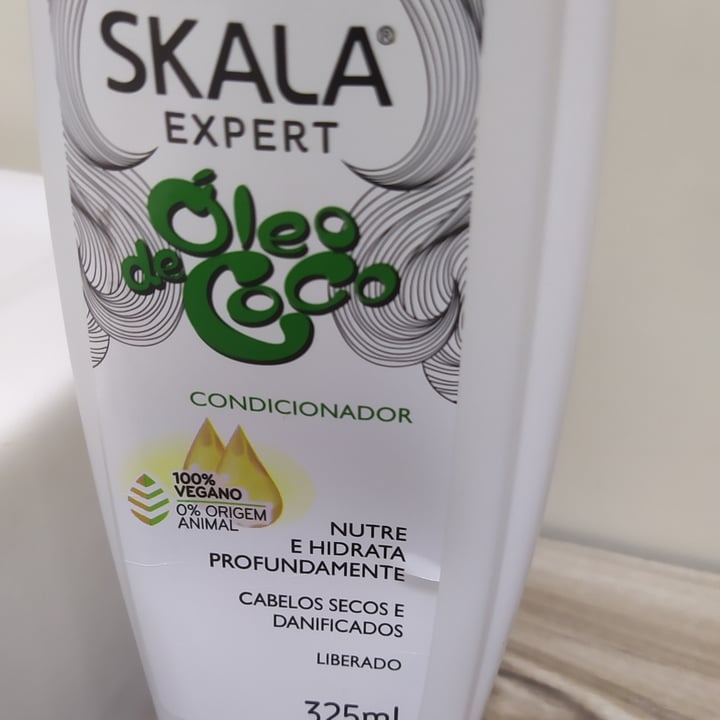 SKALA®
EXPERT
Óleo
de Coco
CONDICIONADOR
100%
VEGANO
0% ORIGEM
ANIMAL
NUTRE
E HIDRATA
PROFUNDAMENTE
CABELOS SECOS E
DANIFICADOS
LIBERADO
325ml